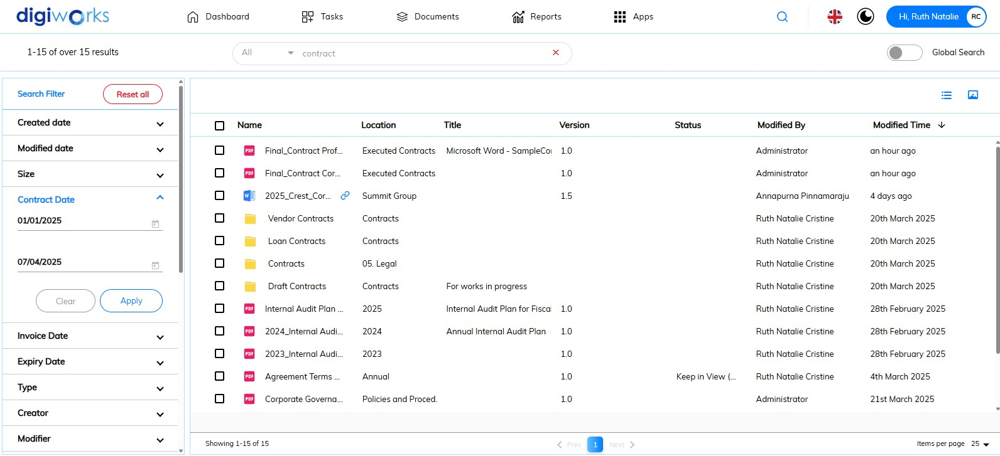 digiworks
Dashboard
Tasks
Documents
Reports
Apps
Hi, Ruth Natalie
RC
1-15 of over 15 results
All
contract
Global Search
Search Filter
Reset all
Created date
Modified date
Size
Contract Date
01/01/2025
07/04/2025
Clear
Apply
Invoice Date
Expiry Date
Type
Creator
Modifier
Name Location Title Version Status Modified By Modified Time
PDF Final_Contract Prof... Executed Contracts Microsoft Word - SampleCor 1.0 Administrator an hour ago
PDF Final_Contract Cor... Executed Contracts 1.0 Administrator an hour ago
W 2025_Crest_Cor... Summit Group 1.5 Annapurna Pinnamaraju 4 days ago
Vendor Contracts Contracts Ruth Natalie Cristine 20th March 2025
Loan Contracts Contracts Ruth Natalie Cristine 20th March 2025
Contracts 05. Legal Ruth Natalie Cristine 20th March 2025
Draft Contracts Contracts For works in progress Ruth Natalie Cristine 20th March 2025
PDF Internal Audit Plan ... 2025 Internal Audit Plan for Fiscal 1.0 Ruth Natalie Cristine 28th February 2025
PDF 2024_Internal Audi... 2024 Annual Internal Audit Plan 1.0 Ruth Natalie Cristine 28th February 2025
PDF 2023_Internal Audi... 2023 1.0 Ruth Natalie Cristine 28th February 2025
PDF Agreement Terms ... Annual 1.0 Keep in View (... Ruth Natalie Cristine 4th March 2025
PDF Corporate Governa... Policies and Proced. 1.0 Administrator 21st March 2025
Showing 1-15 of 15
Prev 1 Next
Items per page 25